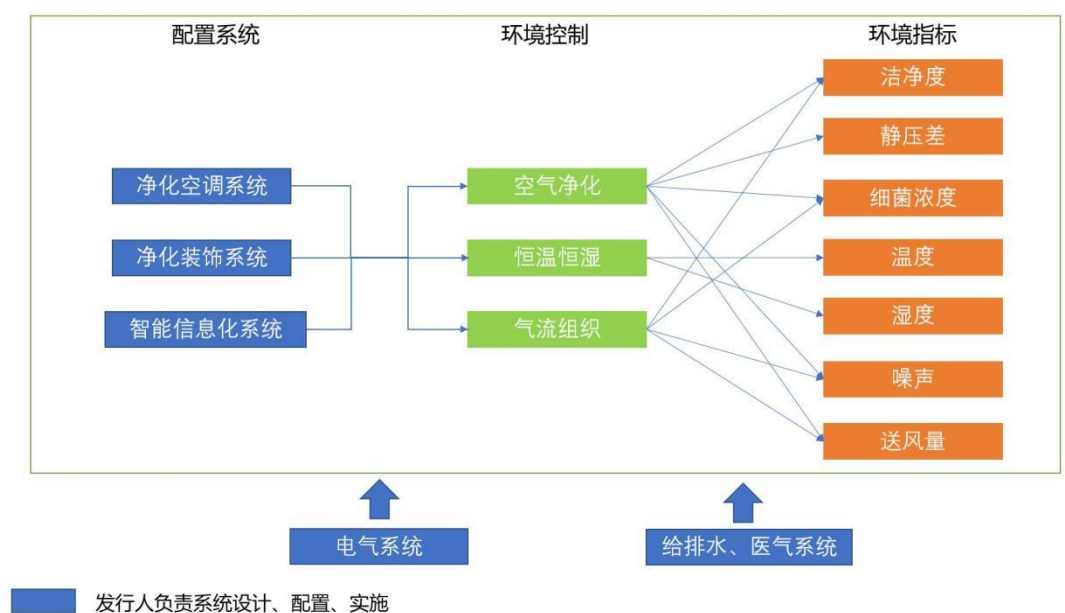 配置系统
环境控制
环境指标
净化空调系统
净化装饰系统
智能信息化系统
空气净化
恒温恒湿
气流组织
洁净度
静压差
细菌浓度
温度
湿度
噪声
送风量
电气系统
给排水、医气系统
发行人负责系统设计、配置、实施